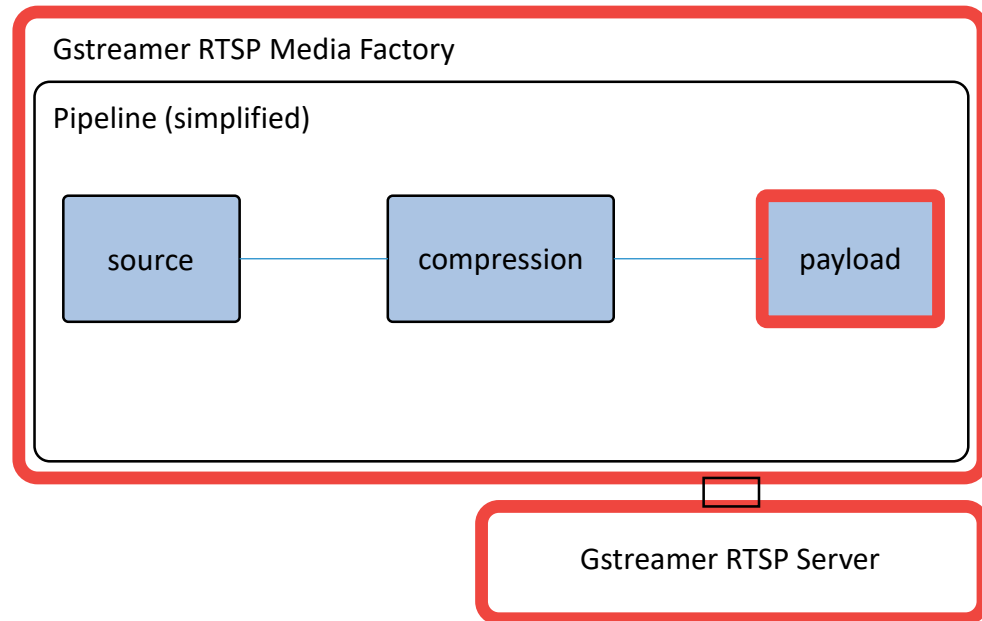 Gstreamer RTSP Media Factory
Pipeline (simplified)
source
compression
payload
Gstreamer RTSP Server